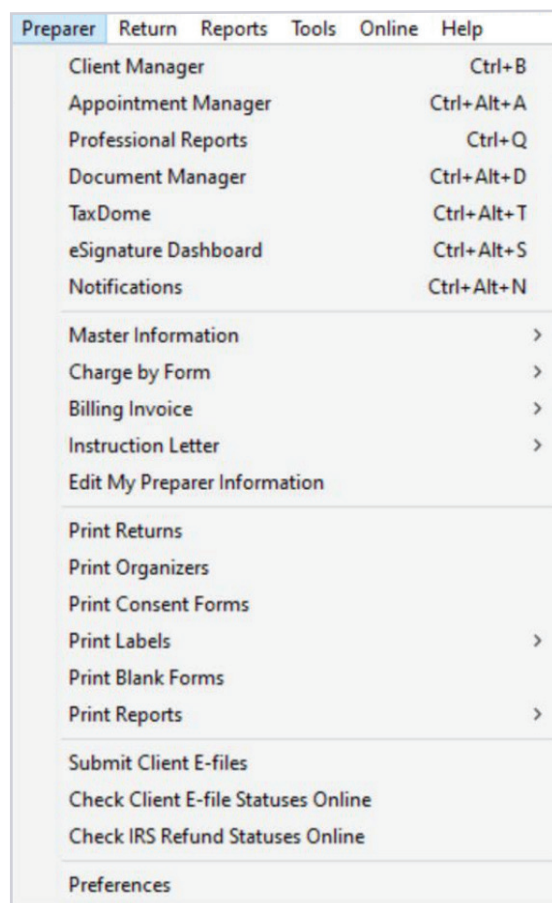 Preparer Return Reports Tools Online Help
Client Manager Ctrl+B
Appointment Manager Ctrl+Alt+A
Professional Reports Ctrl+Q
Document Manager Ctrl+Alt+D
TaxDome Ctrl+Alt+T
eSignature Dashboard Ctrl+Alt+S
Notifications Ctrl+Alt+N
Master Information >
Charge by Form >
Billing Invoice >
Instruction Letter >
Edit My Preparer Information
Print Returns
Print Organizers
Print Consent Forms
Print Labels >
Print Blank Forms
Print Reports >
Submit Client E-files
Check Client E-file Statuses Online
Check IRS Refund Statuses Online
Preferences